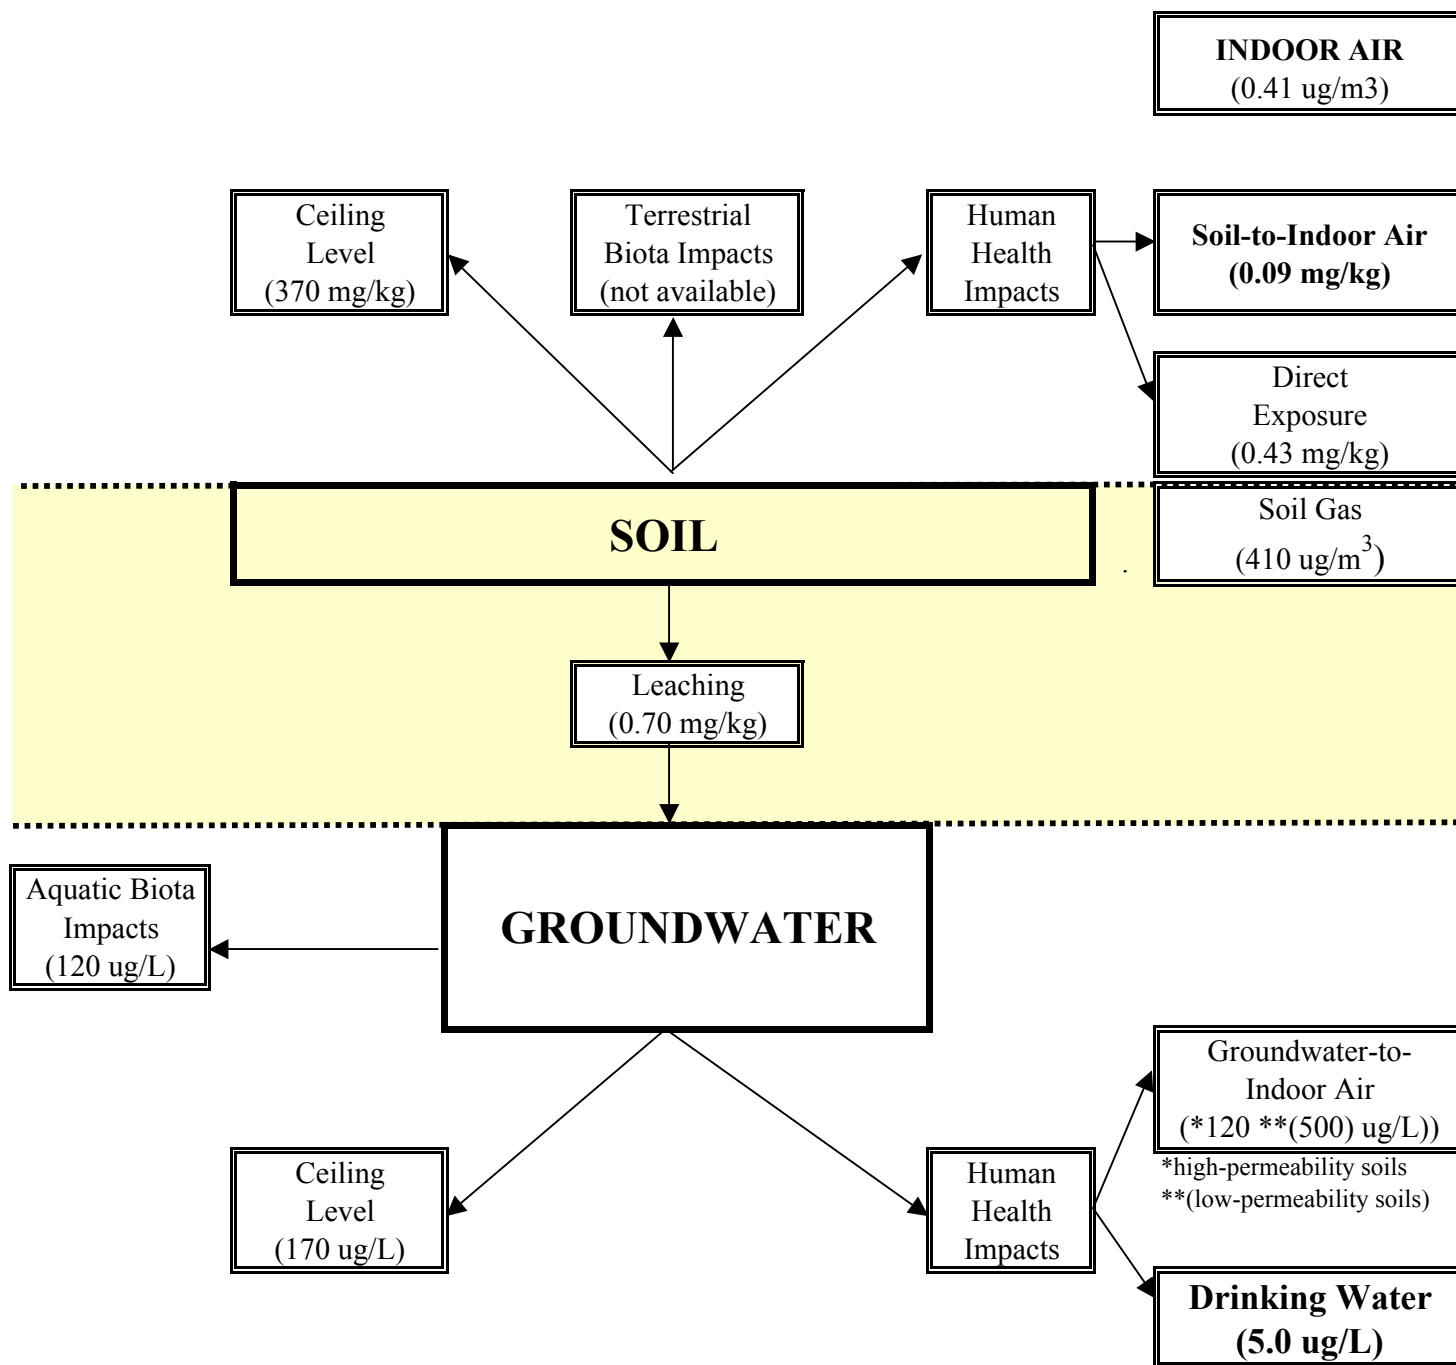 INDOOR AIR
(0.41 ug/m3)
Ceiling
Level
(370 mg/kg)
Terrestrial
Biota Impacts
(not available)
Human
Health
Impacts
Soil-to-Indoor Air
(0.09 mg/kg)
Direct
Exposure
(0.43 mg/kg)
SOIL
.
Soil Gas
(410 ug/m³)
Leaching
(0.70 mg/kg)
GROUNDWATER
Aquatic Biota
Impacts
(120 ug/L)
Groundwater-to-
Indoor Air
(*120 **(500) ug/L))
*high-permeability soils
**(low-permeability soils)
Ceiling
Level
(170 ug/L)
Human
Health
Impacts
Drinking Water
(5.0 ug/L)